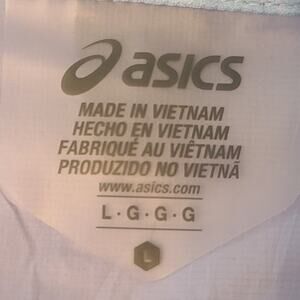 asics
MADE IN VIETNAM
HECHO EN VIETNAM
FABRIQUÉ AU VIÊTNAM
PRODUZIDO NO VIETNÃ
www.asics.com
L·G·G·G
L